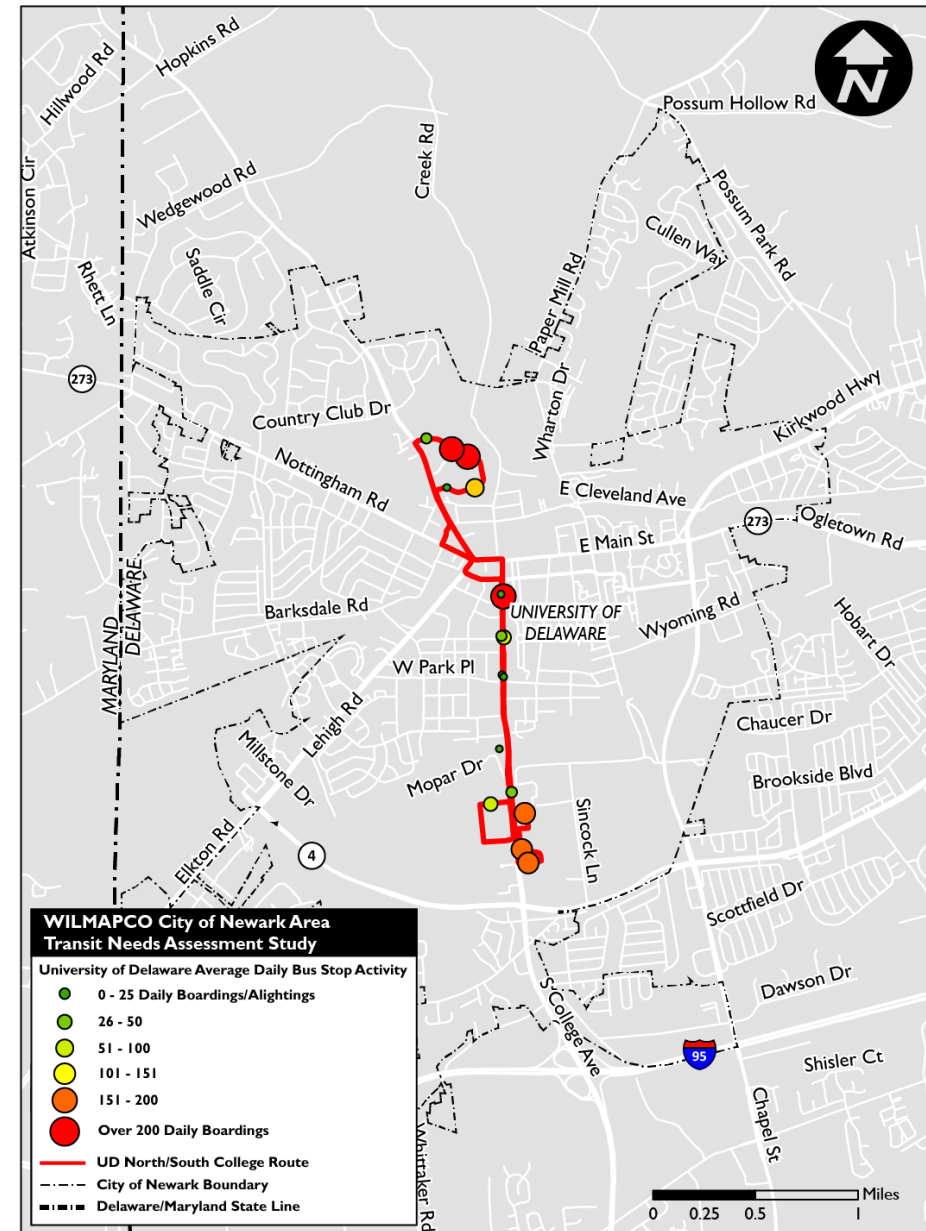 Hopkins Rd
Hillwood Rd
N
Possum Hollow Rd
Creek Rd
Atkinson Cir
Wedgewood Rd
Possum Park Rd
Cullen Way
Saddle Cir
Rhett Ln
Paper Mill Rd
273
Wharton Dr
Kirkwood Hwy
Country Club Dr
Nottingham Rd
E Cleveland Ave
273
Ogletown Rd
E Main St
MARYLAND
DELAWARE
Barksdale Rd
UNIVERSITY OF
DELAWARE
Wyoming Rd
Hobart Dr
W Park Pl
Lehigh Rd
Chaucer Dr
Millstone Dr
Mopar Dr
Brookside Blvd
Sincock Ln
Elkton Rd
4
Scottfield Dr
WILMAPCO City of Newark Area
Transit Needs Assessment Study
University of Delaware Average Daily Bus Stop Activity
0 - 25 Daily Boardings/Alightings
26 - 50
51 - 100
101 - 151
151 - 200
Over 200 Daily Boardings
UD North/South College Route
City of Newark Boundary
Delaware/Maryland State Line
S College Ave
Dawson Dr
95
Shisler Ct
Chapel St
Whittaker Rd
Miles
0 0.25 0.5 1